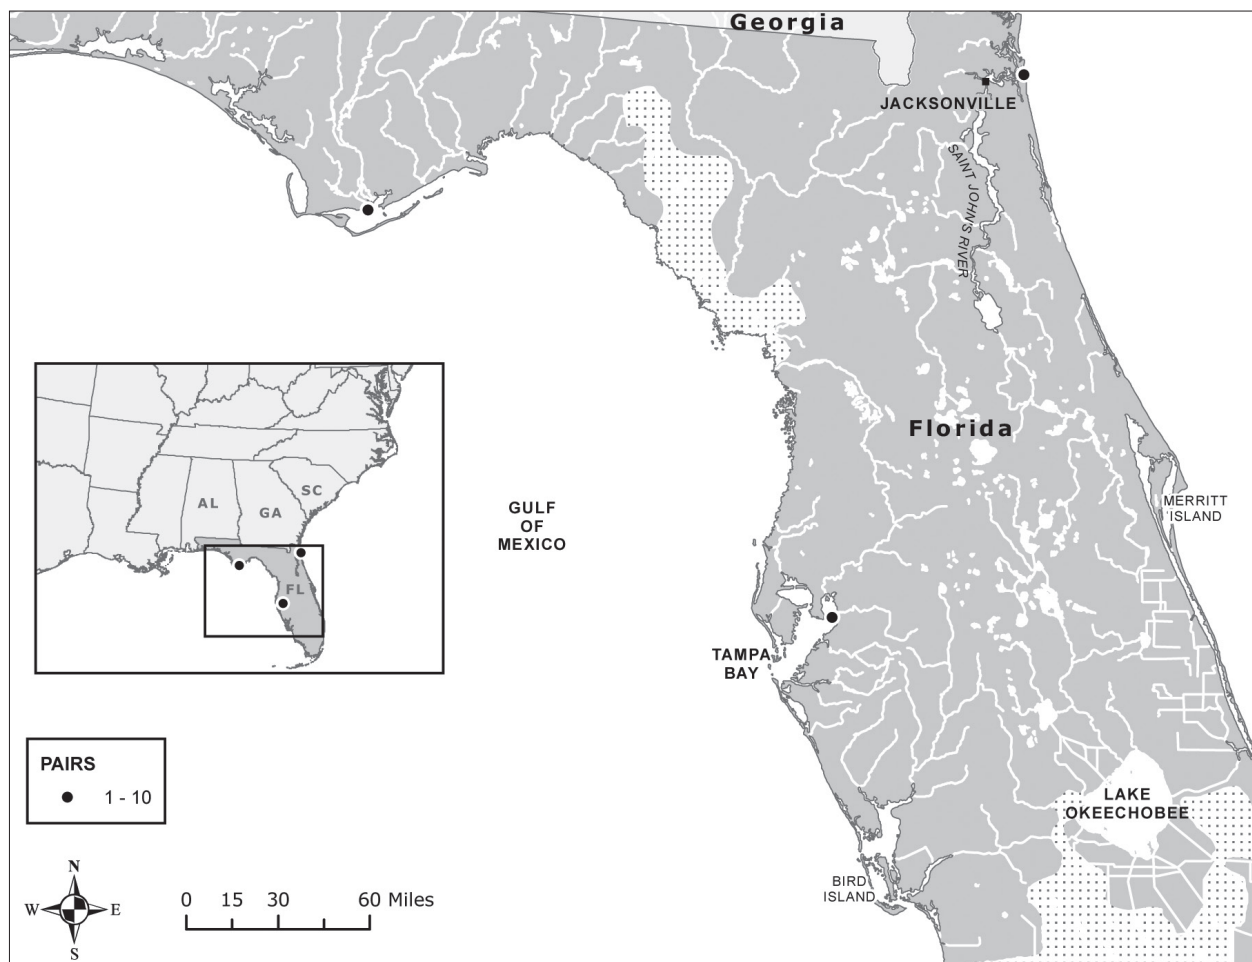 Georgia
JACKSONVILLE
SAINT JOHNS RIVER
Florida
MERRITT
ISLAND
GULF
OF
MEXICO
AL
GA
SC
FL
TAMPA
BAY
PAIRS
1 - 10
LAKE
OKEECHOBEE
BIRD
ISLAND
N
W E
S
0 15 30 60 Miles